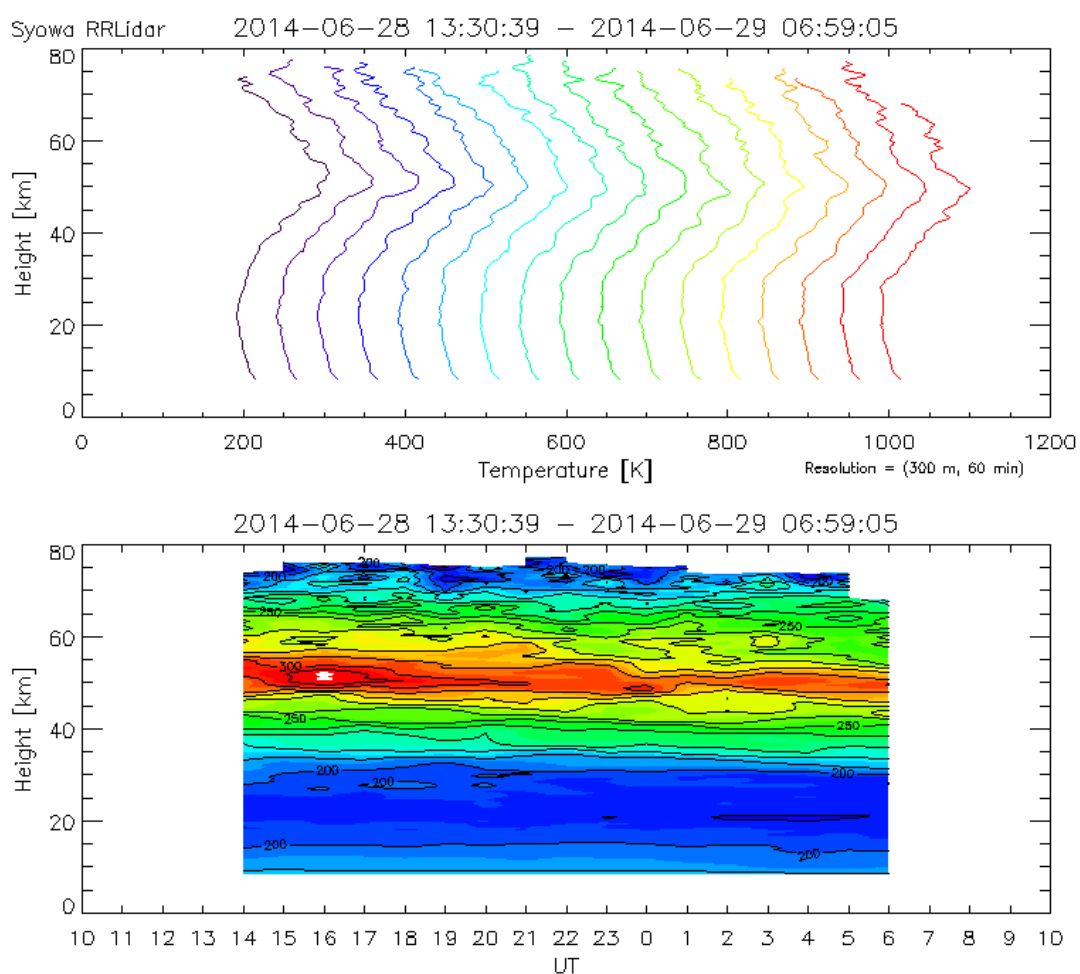 Syowa RRLidar 2014-06-28 13:30:39 - 2014-06-29 06:59:05
80
60
40
20
0
Height [km]
0 200 400 600 800 1000 1200
Temperature [K]
Resolution = (300 m, 60 min)
2014-06-28 13:30:39 - 2014-06-29 06:59:05
80
60
40
20
0
Height [km]
200 200 200 200
250 250
300
250 250
200 200
200
200 200
10 11 12 13 14 15 16 17 18 19 20 21 22 23 0 1 2 3 4 5 6 7 8 9 10
UT